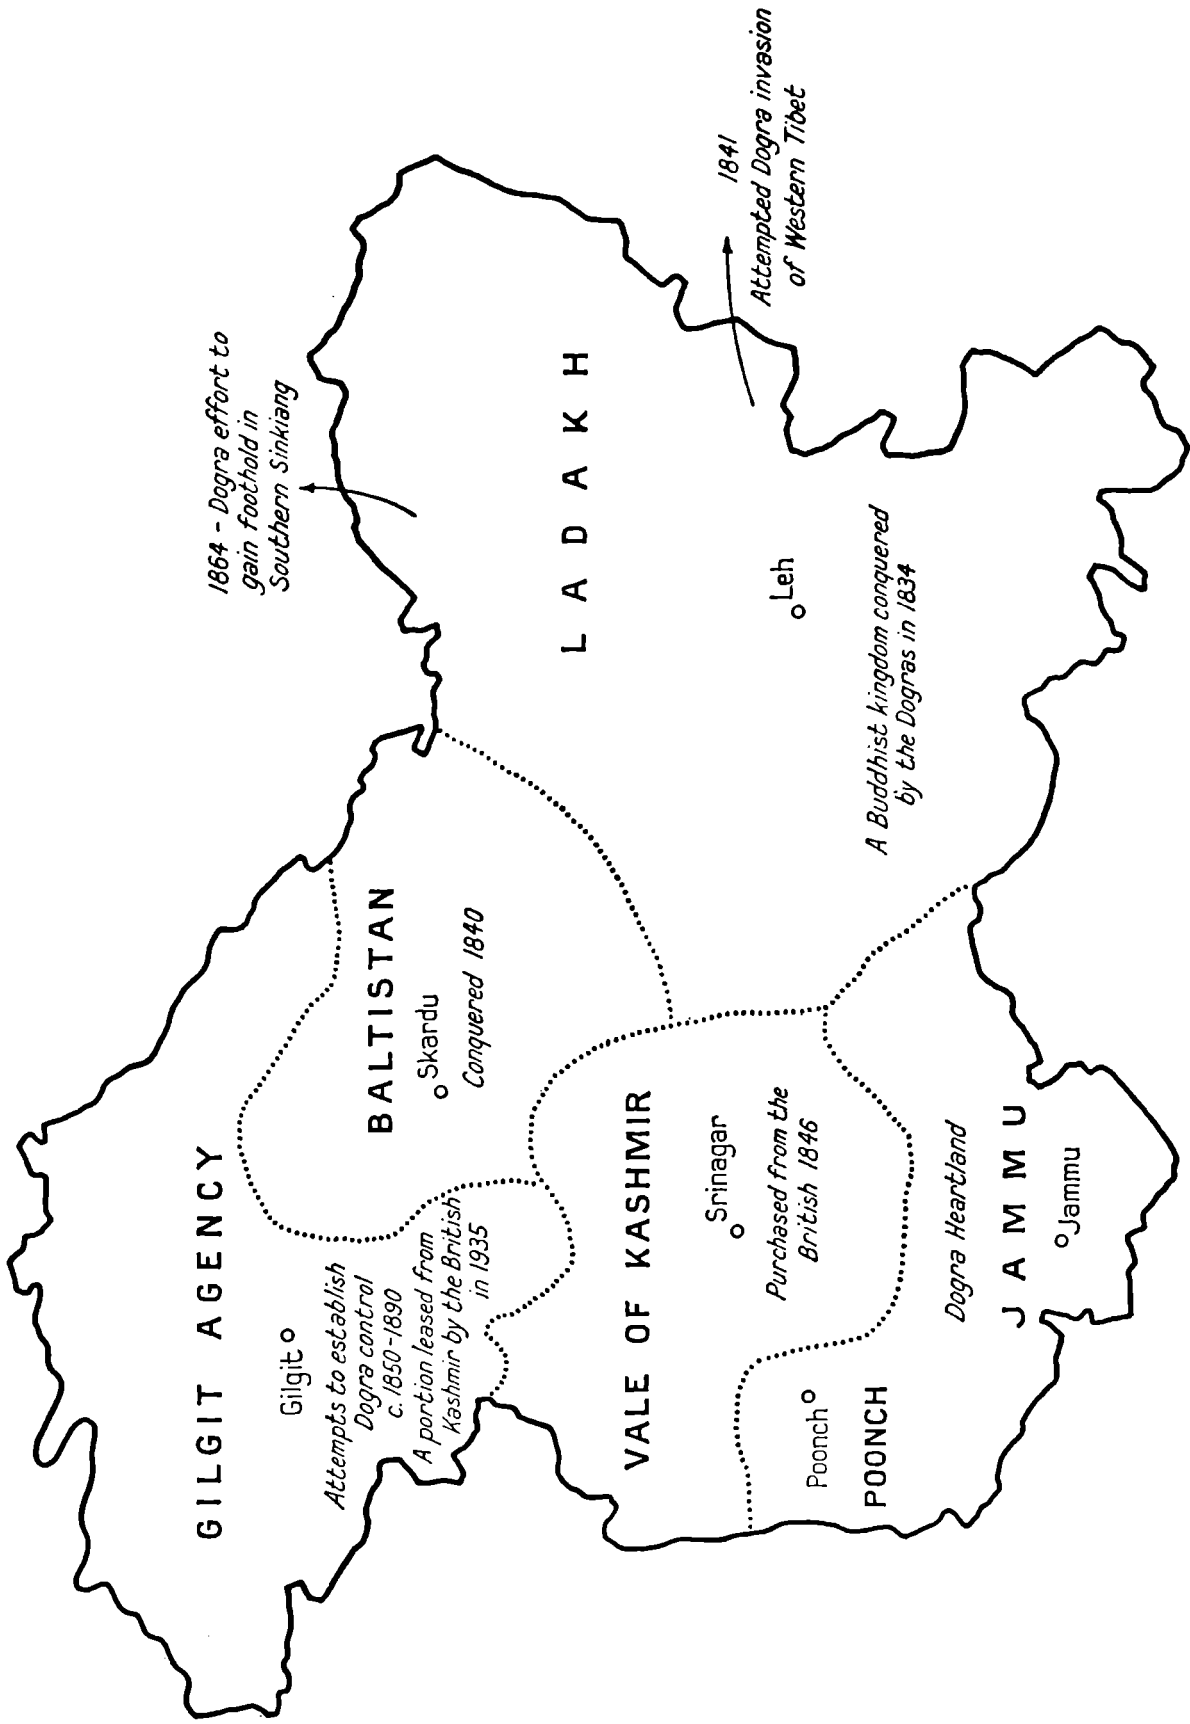 1864 - Dogra effort to
gain foothold in
Southern Sinkiang
GILGIT AGENCY
Gilgit
Attempts to establish
Dogra control
c. 1850-1890
A portion leased from
Kashmir by the British
in 1935
BALTISTAN
Skardu
Conquered 1840
LADAKH
1841
Attempted Dogra invasion
of Western Tibet
Leh
A Buddhist kingdom conquered
by the Dogras in 1834
VALE OF KASHMIR
Srinagar
Purchased from the
British 1846
Poonch
POONCH
Dogra Heartland
JAMMU
Jammu